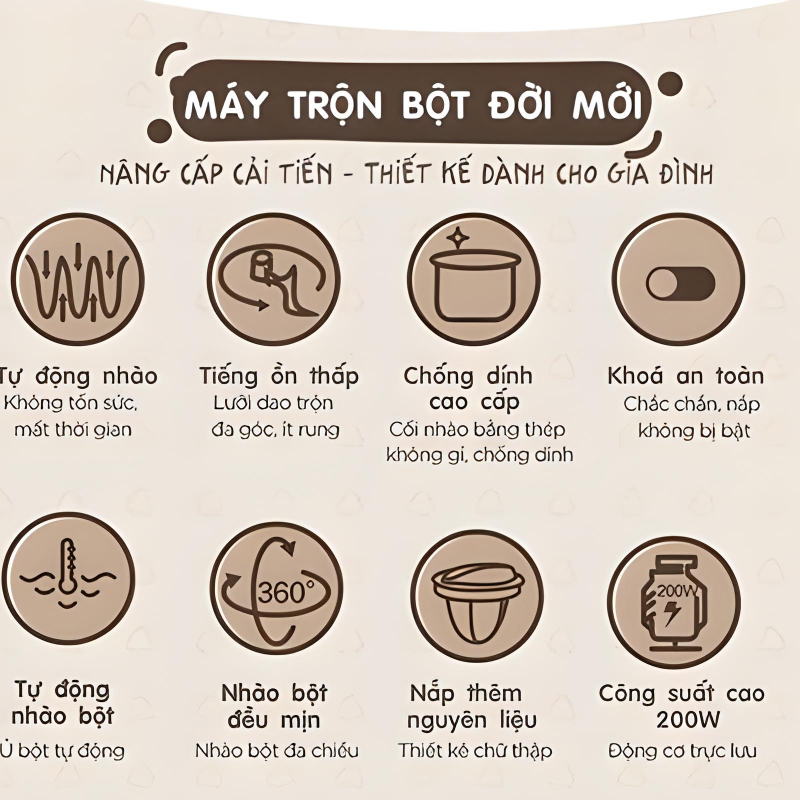 MÁY TRỘN BỘT ĐỜI MỚI
NÂNG CẤP CẢI TIẾN - THIẾT KẾ DÀNH CHO GIA ĐÌNH
Tự động nhào
Không tốn sức,
mất thời gian
Tiếng ồn thấp
Lưỡi dao trộn
đa góc, ít rung
Chống dính
cao cấp
Cối nhào bằng thép
không gỉ, chống dính
Khoá an toàn
Chắc chắn, nắp
không bị bật
Tự động
nhào bột
Ủ bột tự động
360°
Nhào bột
đều mịn
Nhào bột đa chiều
Nắp thêm
nguyên liệu
Thiết kế chữ thập
200W
Công suất cao
200W
Động cơ trực lưu